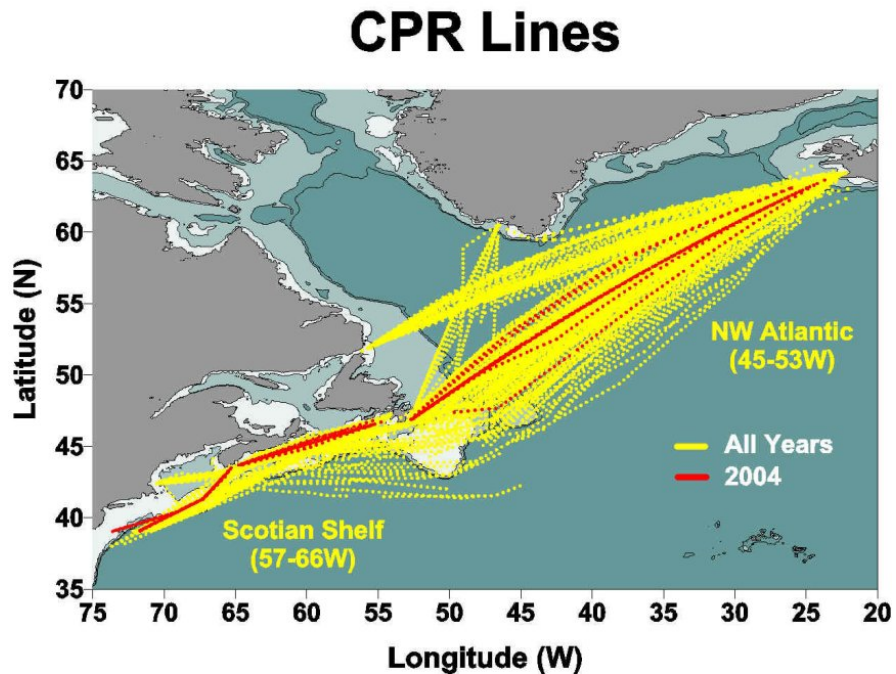 CPR Lines
70
65
60
55
50
45
40
35
Latitude (N)
NW Atlantic
(45-53W)
All Years
2004
Scotian Shelf
(57-66W)
75 70 65 60 55 50 45 40 35 30 25 20
Longitude (W)